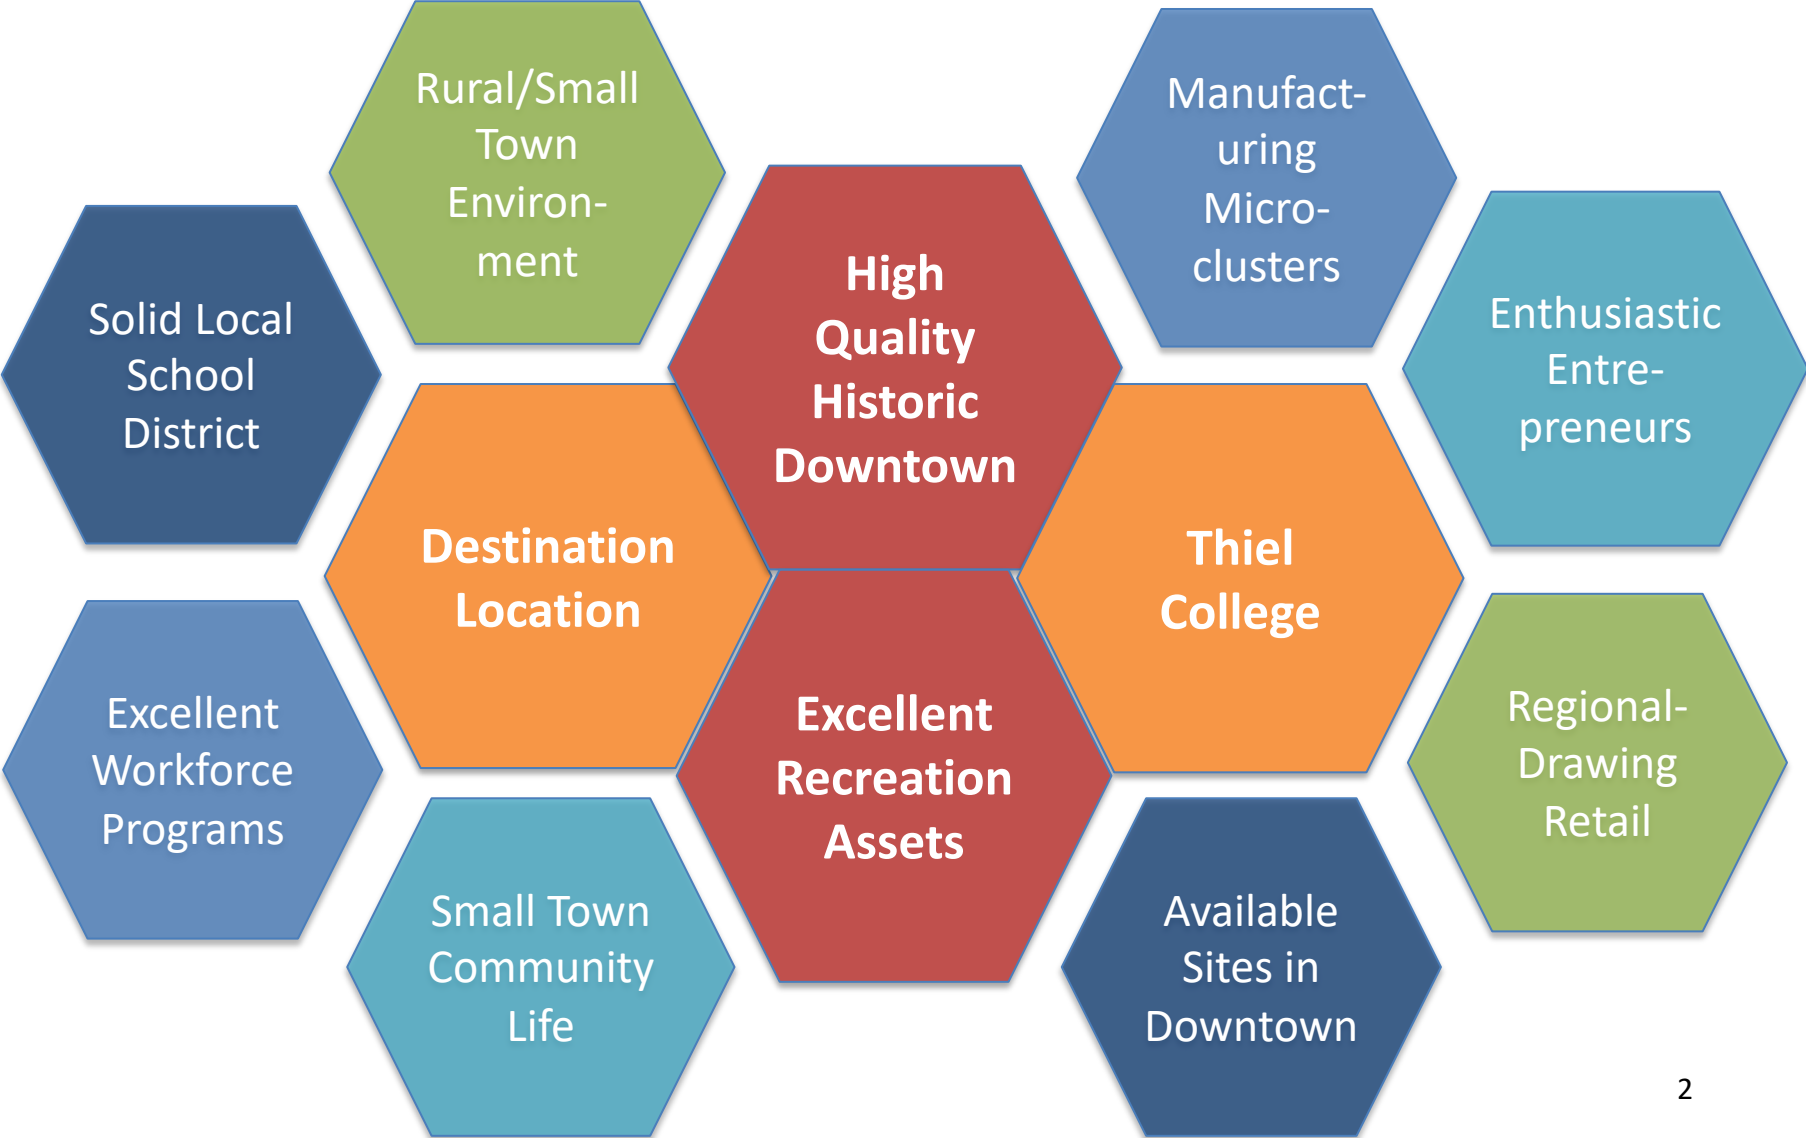 Rural/Small
Town
Environ-
ment
Manufact-
uring
Micro-
clusters
Solid Local
School
District
High
Quality
Historic
Downtown
Enthusiastic
Entre-
preneurs
Destination
Location
Thiel
College
Excellent
Workforce
Programs
Excellent
Recreation
Assets
Regional-
Drawing
Retail
Small Town
Community
Life
Available
Sites in
Downtown
2